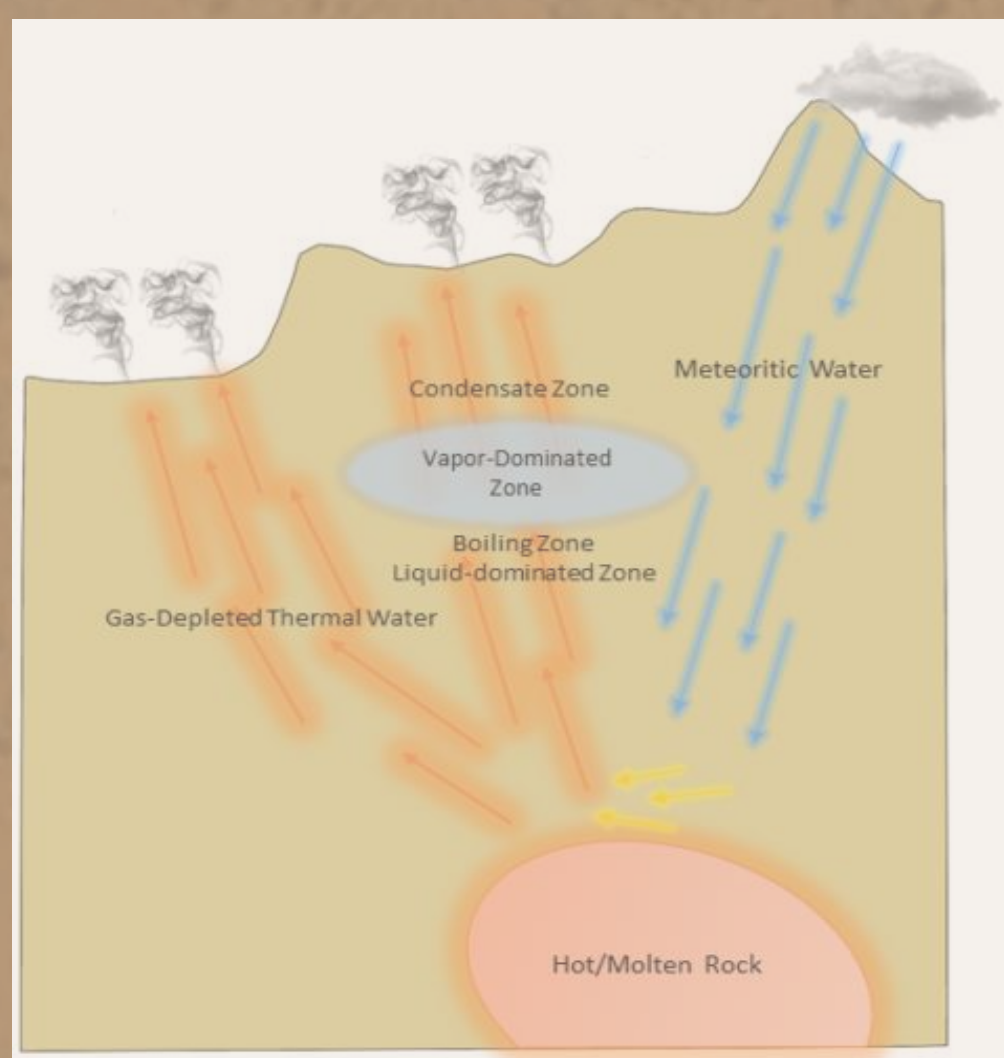 Meteoritic Water
Condensate Zone
Vapor-Dominated
Zone
Boiling Zone
Liquid-dominated Zone
Gas-Depleted Thermal Water
Hot/Molten Rock